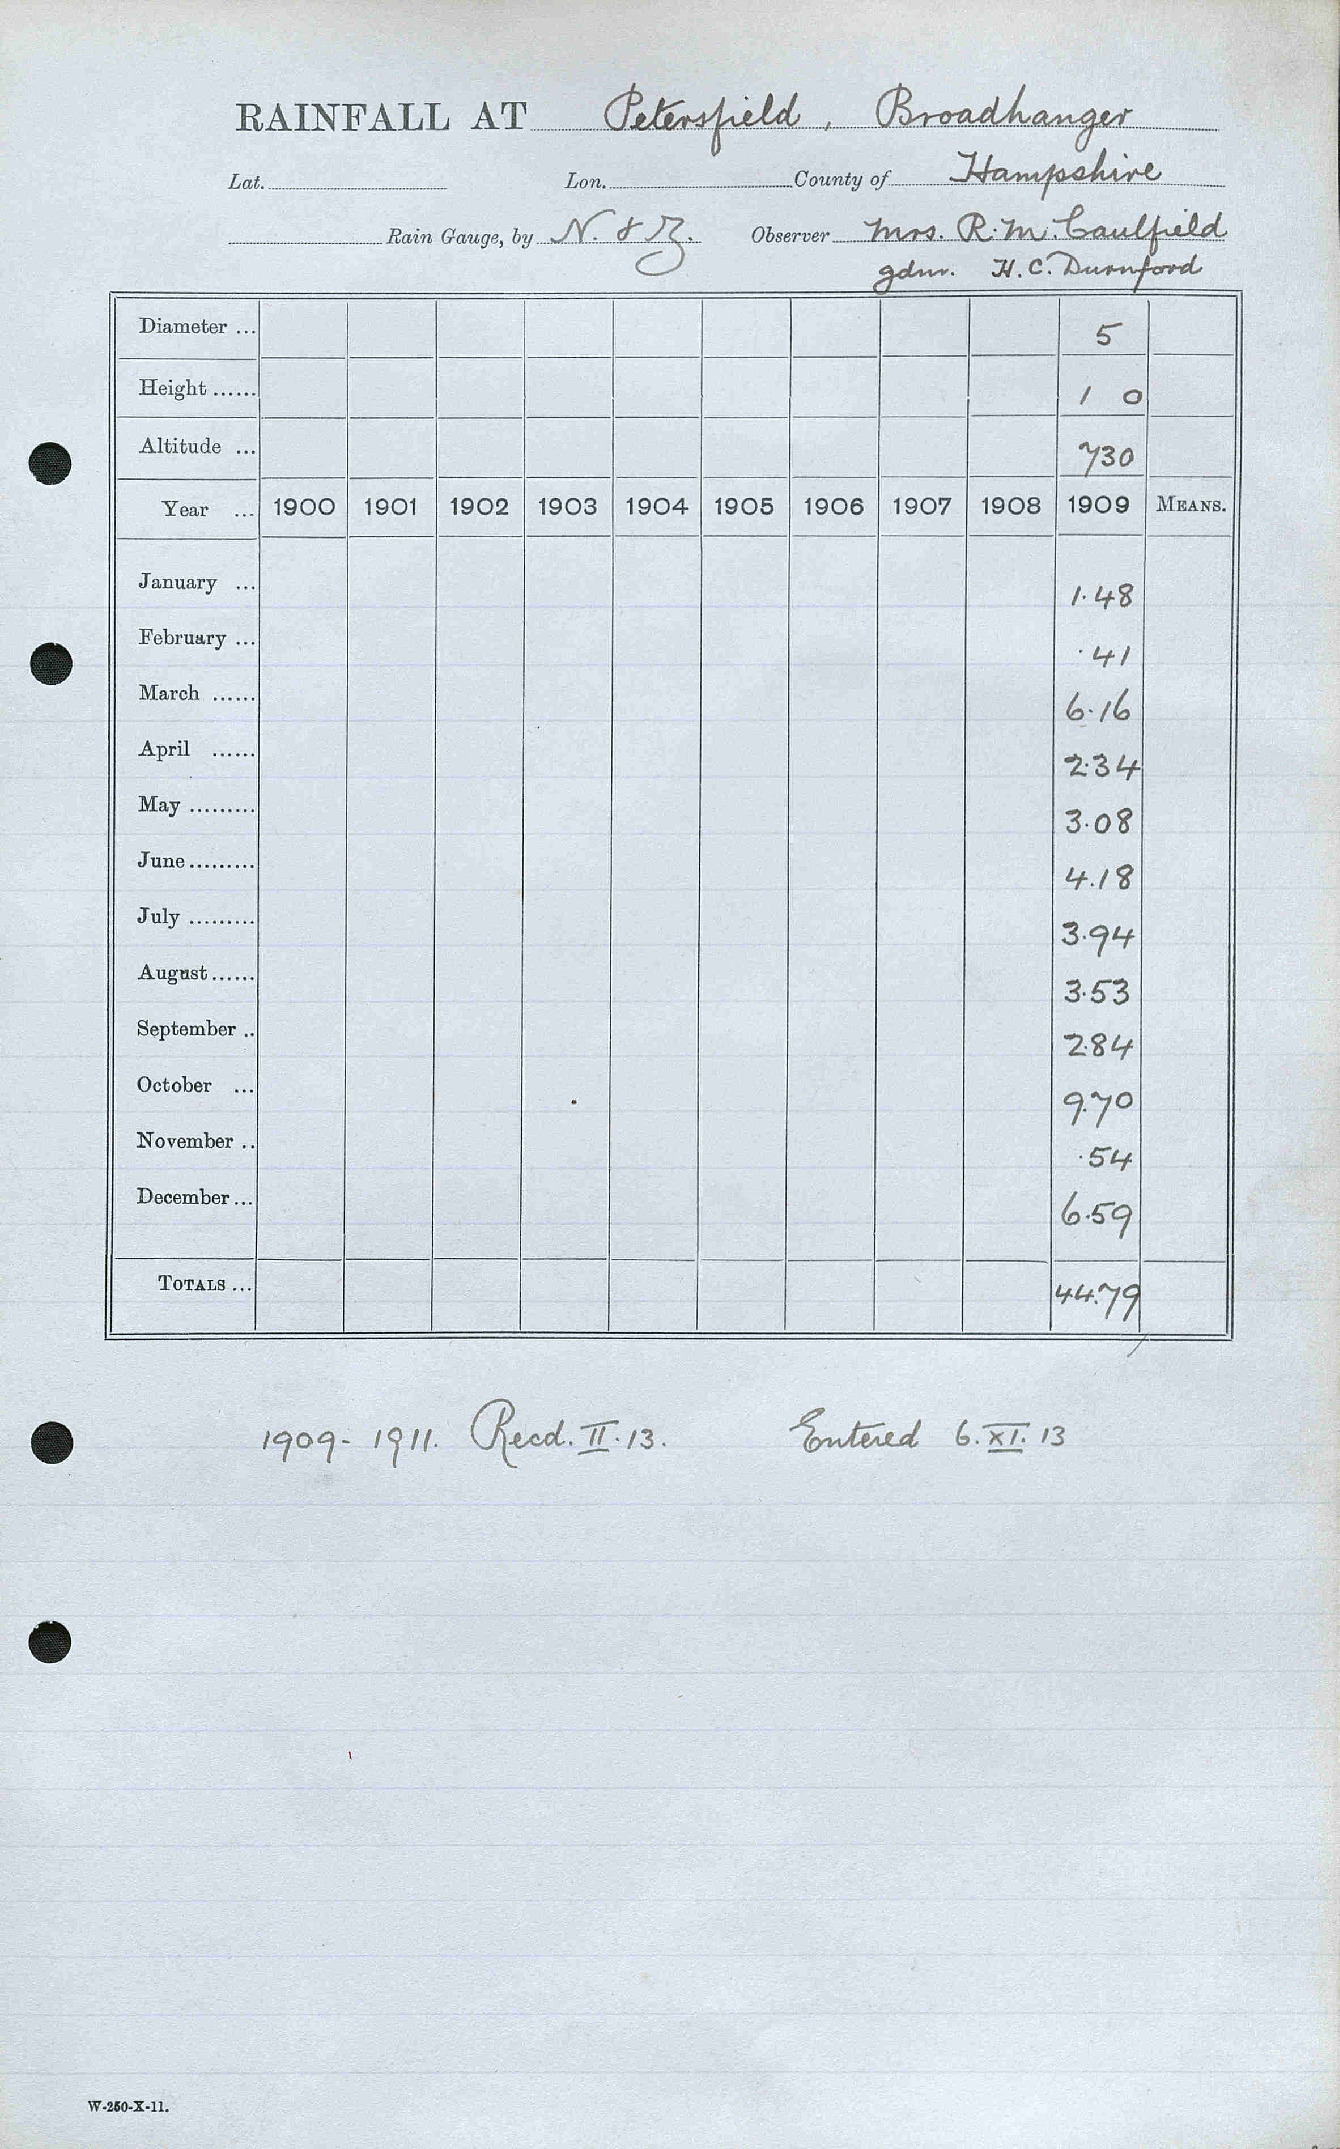 RAINFALL AT Petersfield, Broadhanger
Lat. Lon. County of Hampshire
Rain Gauge, by N. & Z. Observer Mrs. R. M. Caulfield
gdnr. H. C. Durnford
Diameter ... 5
Height ...... 1 0
Altitude ... 730
Year ... 1900 1901 1902 1903 1904 1905 1906 1907 1908 1909 MEANS.
January ... 1.48
February ... .41
March ...... 6.16
April ...... 2.34
May ......... 3.08
June ......... 4.18
July ......... 3.94
August ...... 3.53
September .. 2.84
October ... 9.70
November .. .54
December ... 6.59
TOTALS ... 44.79
1909 - 1911. Recd. II. 13. Entered 6. XI. 13
W-250-X-11.